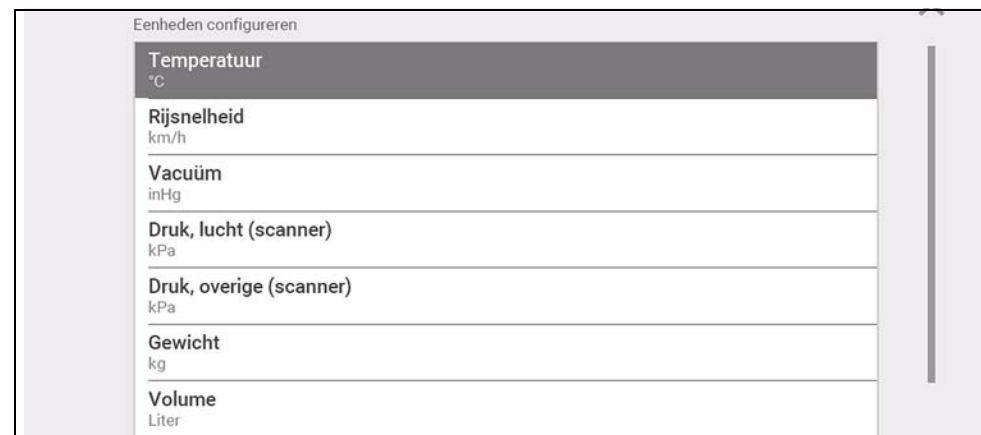 Eenheden configureren
Temperatuur
°C
Rijsnelheid
km/h
Vacuüm
inHg
Druk, lucht (scanner)
kPa
Druk, overige (scanner)
kPa
Gewicht
kg
Volume
Liter